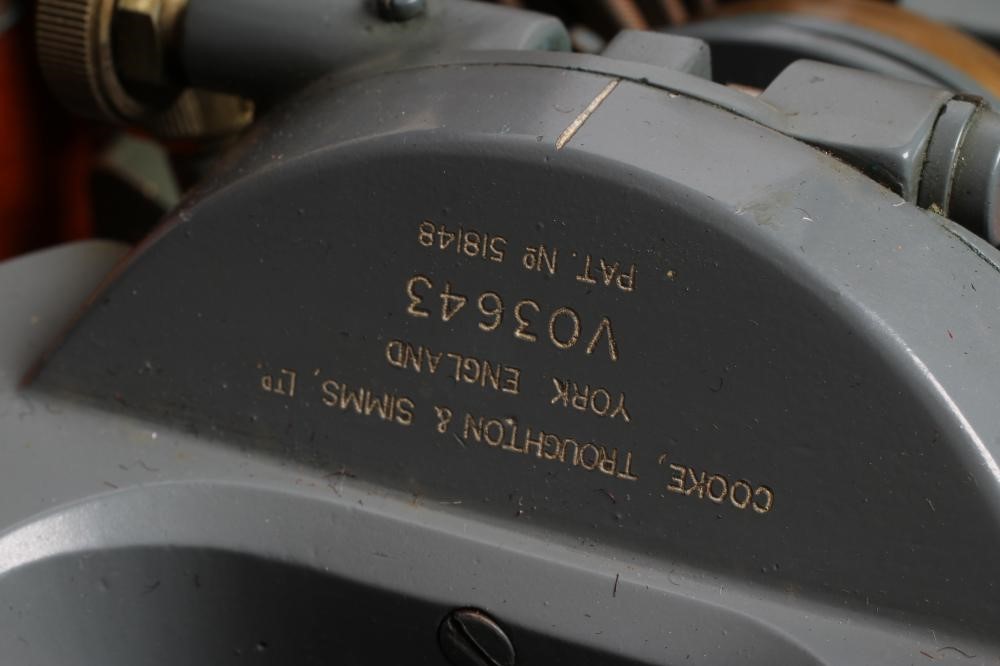 COOKE, TROUGHTON & SIMMS, LTD.
YORK ENGLAND
V03643
PAT. Nº 518148